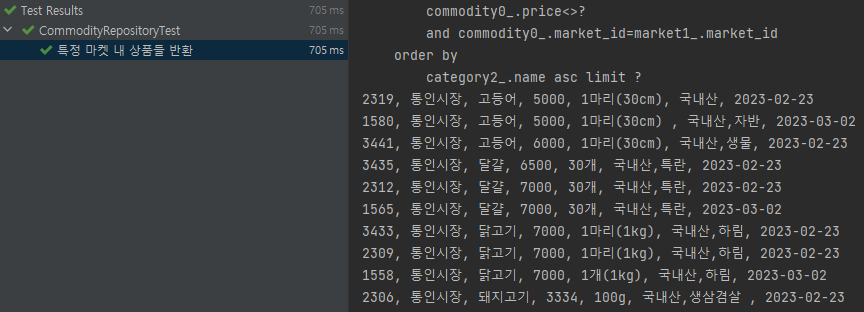 Test Results 705 ms
CommodityRepositoryTest 705 ms
특정 마켓 내 상품들 반환 705 ms
commodity0_.price<>?
and commodity0_.market_id=market1_.market_id
order by
category2_.name asc limit ?
2319, 통인시장, 고등어, 5000, 1마리(30cm), 국내산, 2023-02-23
1580, 통인시장, 고등어, 5000, 1마리(30cm) , 국내산,자반, 2023-03-02
3441, 통인시장, 고등어, 6000, 1마리(30cm), 국내산,생물, 2023-02-23
3435, 통인시장, 달걀, 6500, 30개, 국내산,특란, 2023-02-23
2312, 통인시장, 달걀, 7000, 30개, 국내산,특란, 2023-02-23
1565, 통인시장, 달걀, 7000, 30개, 국내산,특란, 2023-03-02
3433, 통인시장, 닭고기, 7000, 1마리(1kg), 국내산,하림, 2023-02-23
2309, 통인시장, 닭고기, 7000, 1마리(1kg), 국내산,하림, 2023-02-23
1558, 통인시장, 닭고기, 7000, 1개(1kg), 국내산,하림, 2023-03-02
2306, 통인시장, 돼지고기, 3334, 100g, 국내산,생삼겹살 , 2023-02-23